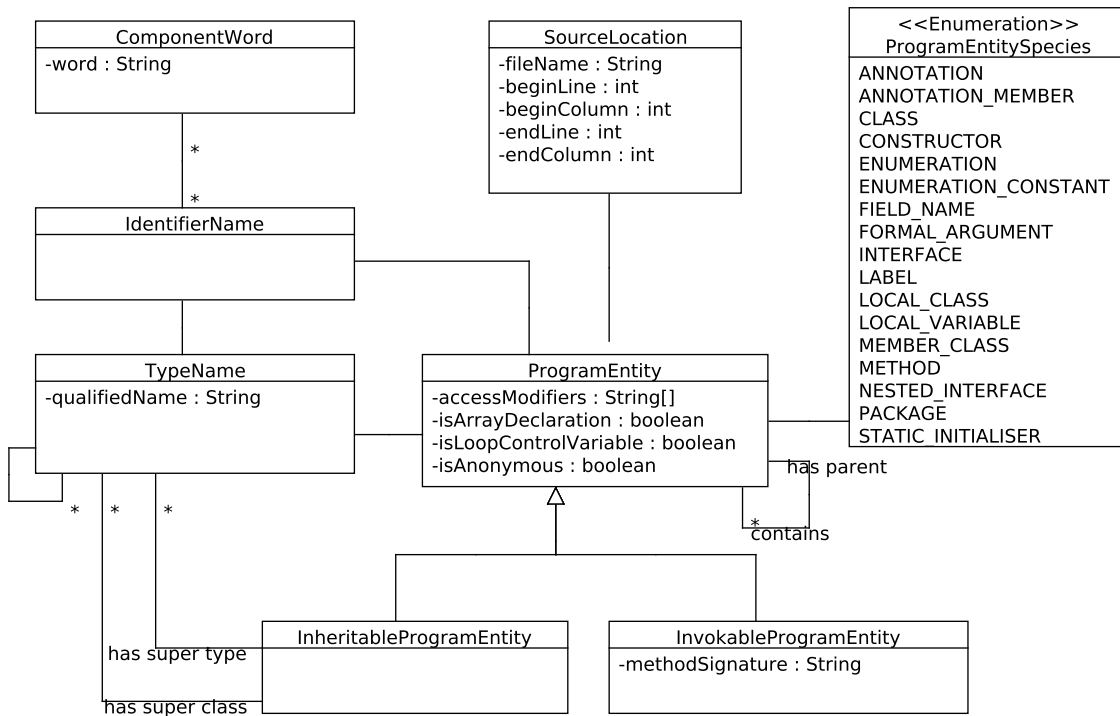 ComponentWord
-word : String
*
*
IdentifierName
SourceLocation
-fileName : String
-beginLine : int
-beginColumn : int
-endLine : int
-endColumn : int
<<Enumeration>>
ProgramEntitySpecies
ANNOTATION
ANNOTATION_MEMBER
CLASS
CONSTRUCTOR
ENUMERATION
ENUMERATION_CONSTANT
FIELD_NAME
FORMAL_ARGUMENT
INTERFACE
LABEL
LOCAL_CLASS
LOCAL_VARIABLE
MEMBER_CLASS
METHOD
NESTED_INTERFACE
PACKAGE
STATIC_INITIALISER
TypeName
-qualifiedName : String
* * *
ProgramEntity
-accessModifiers : String[]
-isArrayDeclaration : boolean
-isLoopControlVariable : boolean
-isAnonymous : boolean
has parent
*
contains
InheritableProgramEntity
has super type
has super class
InvokableProgramEntity
-methodSignature : String